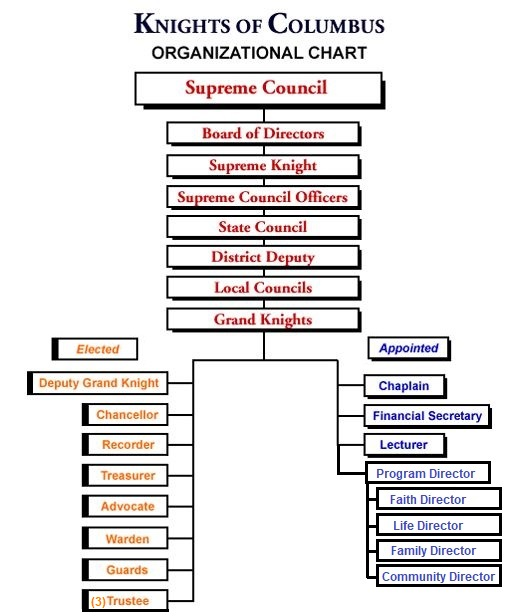 KNIGHTS OF COLUMBUS
ORGANIZATIONAL CHART
Supreme Council
Board of Directors
Supreme Knight
Supreme Council Officers
State Council
District Deputy
Local Councils
Grand Knights
Elected
Deputy Grand Knight
Chancellor
Recorder
Treasurer
Advocate
Warden
Guards
(3)Trustee
Appointed
Chaplain
Financial Secretary
Lecturer
Program Director
Faith Director
Life Director
Family Director
Community Director